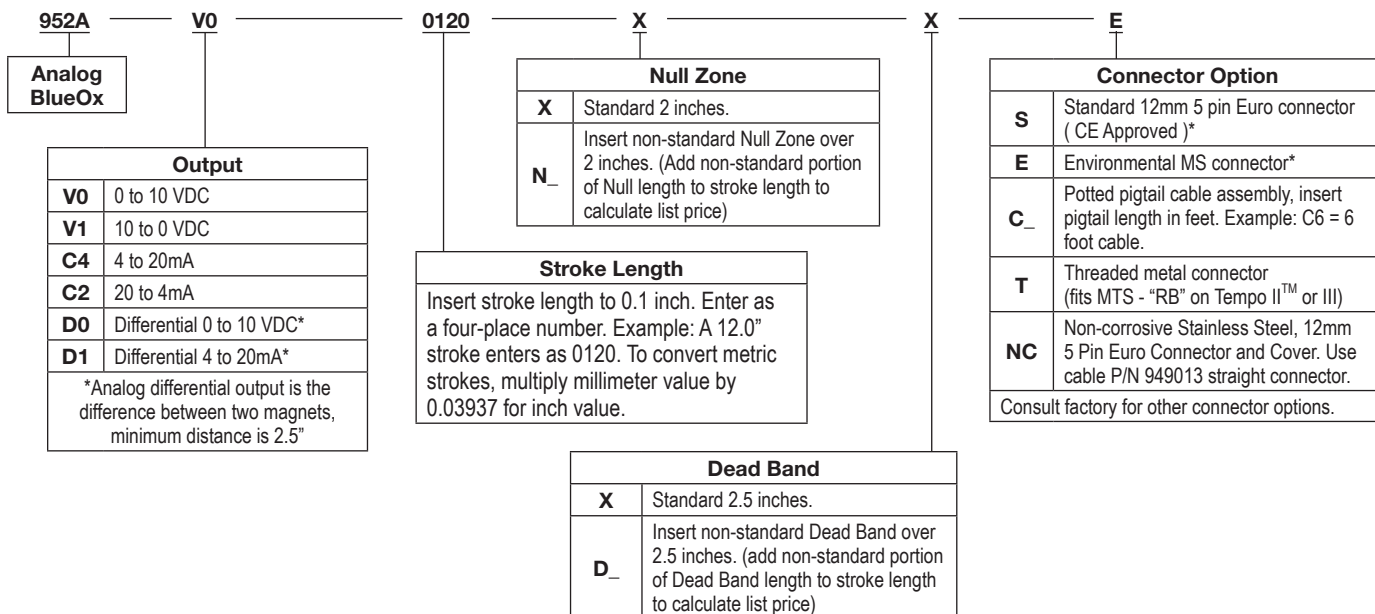 952A V0 0120 X X E
Analog
BlueOx
Output
V0 0 to 10 VDC
V1 10 to 0 VDC
C4 4 to 20mA
C2 20 to 4mA
D0 Differential 0 to 10 VDC*
D1 Differential 4 to 20mA*
*Analog differential output is the
difference between two magnets,
minimum distance is 2.5”
Stroke Length
Insert stroke length to 0.1 inch. Enter as
a four-place number. Example: A 12.0”
stroke enters as 0120. To convert metric
strokes, multiply millimeter value by
0.03937 for inch value.
Null Zone
X Standard 2 inches.
N_ Insert non-standard Null Zone over
2 inches. (Add non-standard portion
of Null length to stroke length to
calculate list price)
Dead Band
X Standard 2.5 inches.
D_ Insert non-standard Dead Band over
2.5 inches. (add non-standard portion
of Dead Band length to stroke length
to calculate list price)
Connector Option
S Standard 12mm 5 pin Euro connector
( CE Approved )*
E Environmental MS connector*
C_ Potted pigtail cable assembly, insert
pigtail length in feet. Example: C6 = 6
foot cable.
T Threaded metal connector
(fits MTS - “RB” on Tempo II™ or III)
NC Non-corrosive Stainless Steel, 12mm
5 Pin Euro Connector and Cover. Use
cable P/N 949013 straight connector.
Consult factory for other connector options.